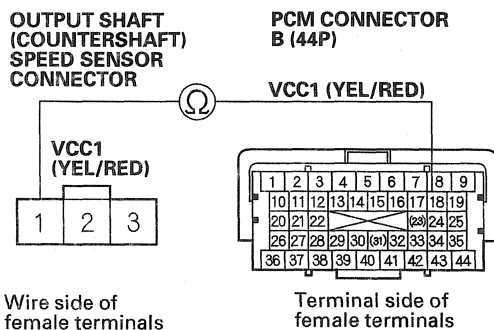 OUTPUT SHAFT
(COUNTERSHAFT)
SPEED SENSOR
CONNECTOR
PCM CONNECTOR
B (44P)
Ω
VCC1 (YEL/RED)
VCC1
(YEL/RED)
1 2 3
1 2 3 4 5 6 7 8 9
10 11 12 13 14 15 16 17 18 19
20 21 22 (23) 24 25
26 27 28 29 30 (31) 32 33 34 35
36 37 38 39 40 41 42 43 44
Wire side of
female terminals
Terminal side of
female terminals